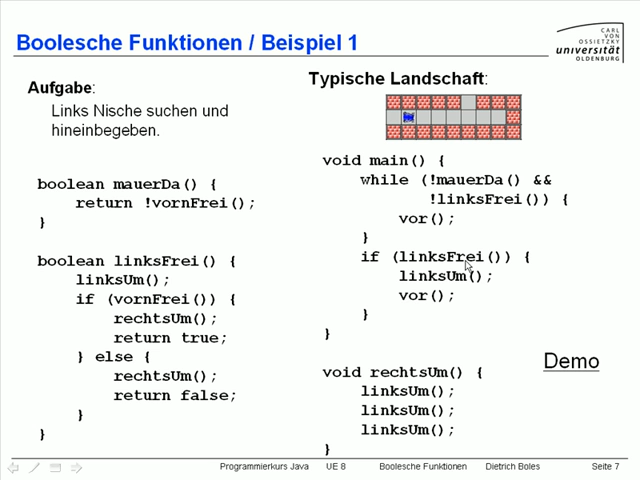 Boolesche Funktionen / Beispiel 1
CARL
VON
OSSIETZKY
universität
OLDENBURG
Aufgabe:
Links Nische suchen und
hineinbegeben.
boolean mauerDa() {
return !vornFrei();
}
boolean linksFrei() {
linksUm();
if (vornFrei()) {
rechtsUm();
return true;
} else {
rechtsUm();
return false;
}
}
Typische Landschaft:
void main() {
while (!mauerDa() &&
!linksFrei()) {
vor();
}
if (linksFrei()) {
linksUm();
vor();
}
}
void rechtsUm() {
linksUm();
linksUm();
linksUm();
}
Demo
Programmierkurs Java UE 8 Boolesche Funktionen Dietrich Boles Seite 7